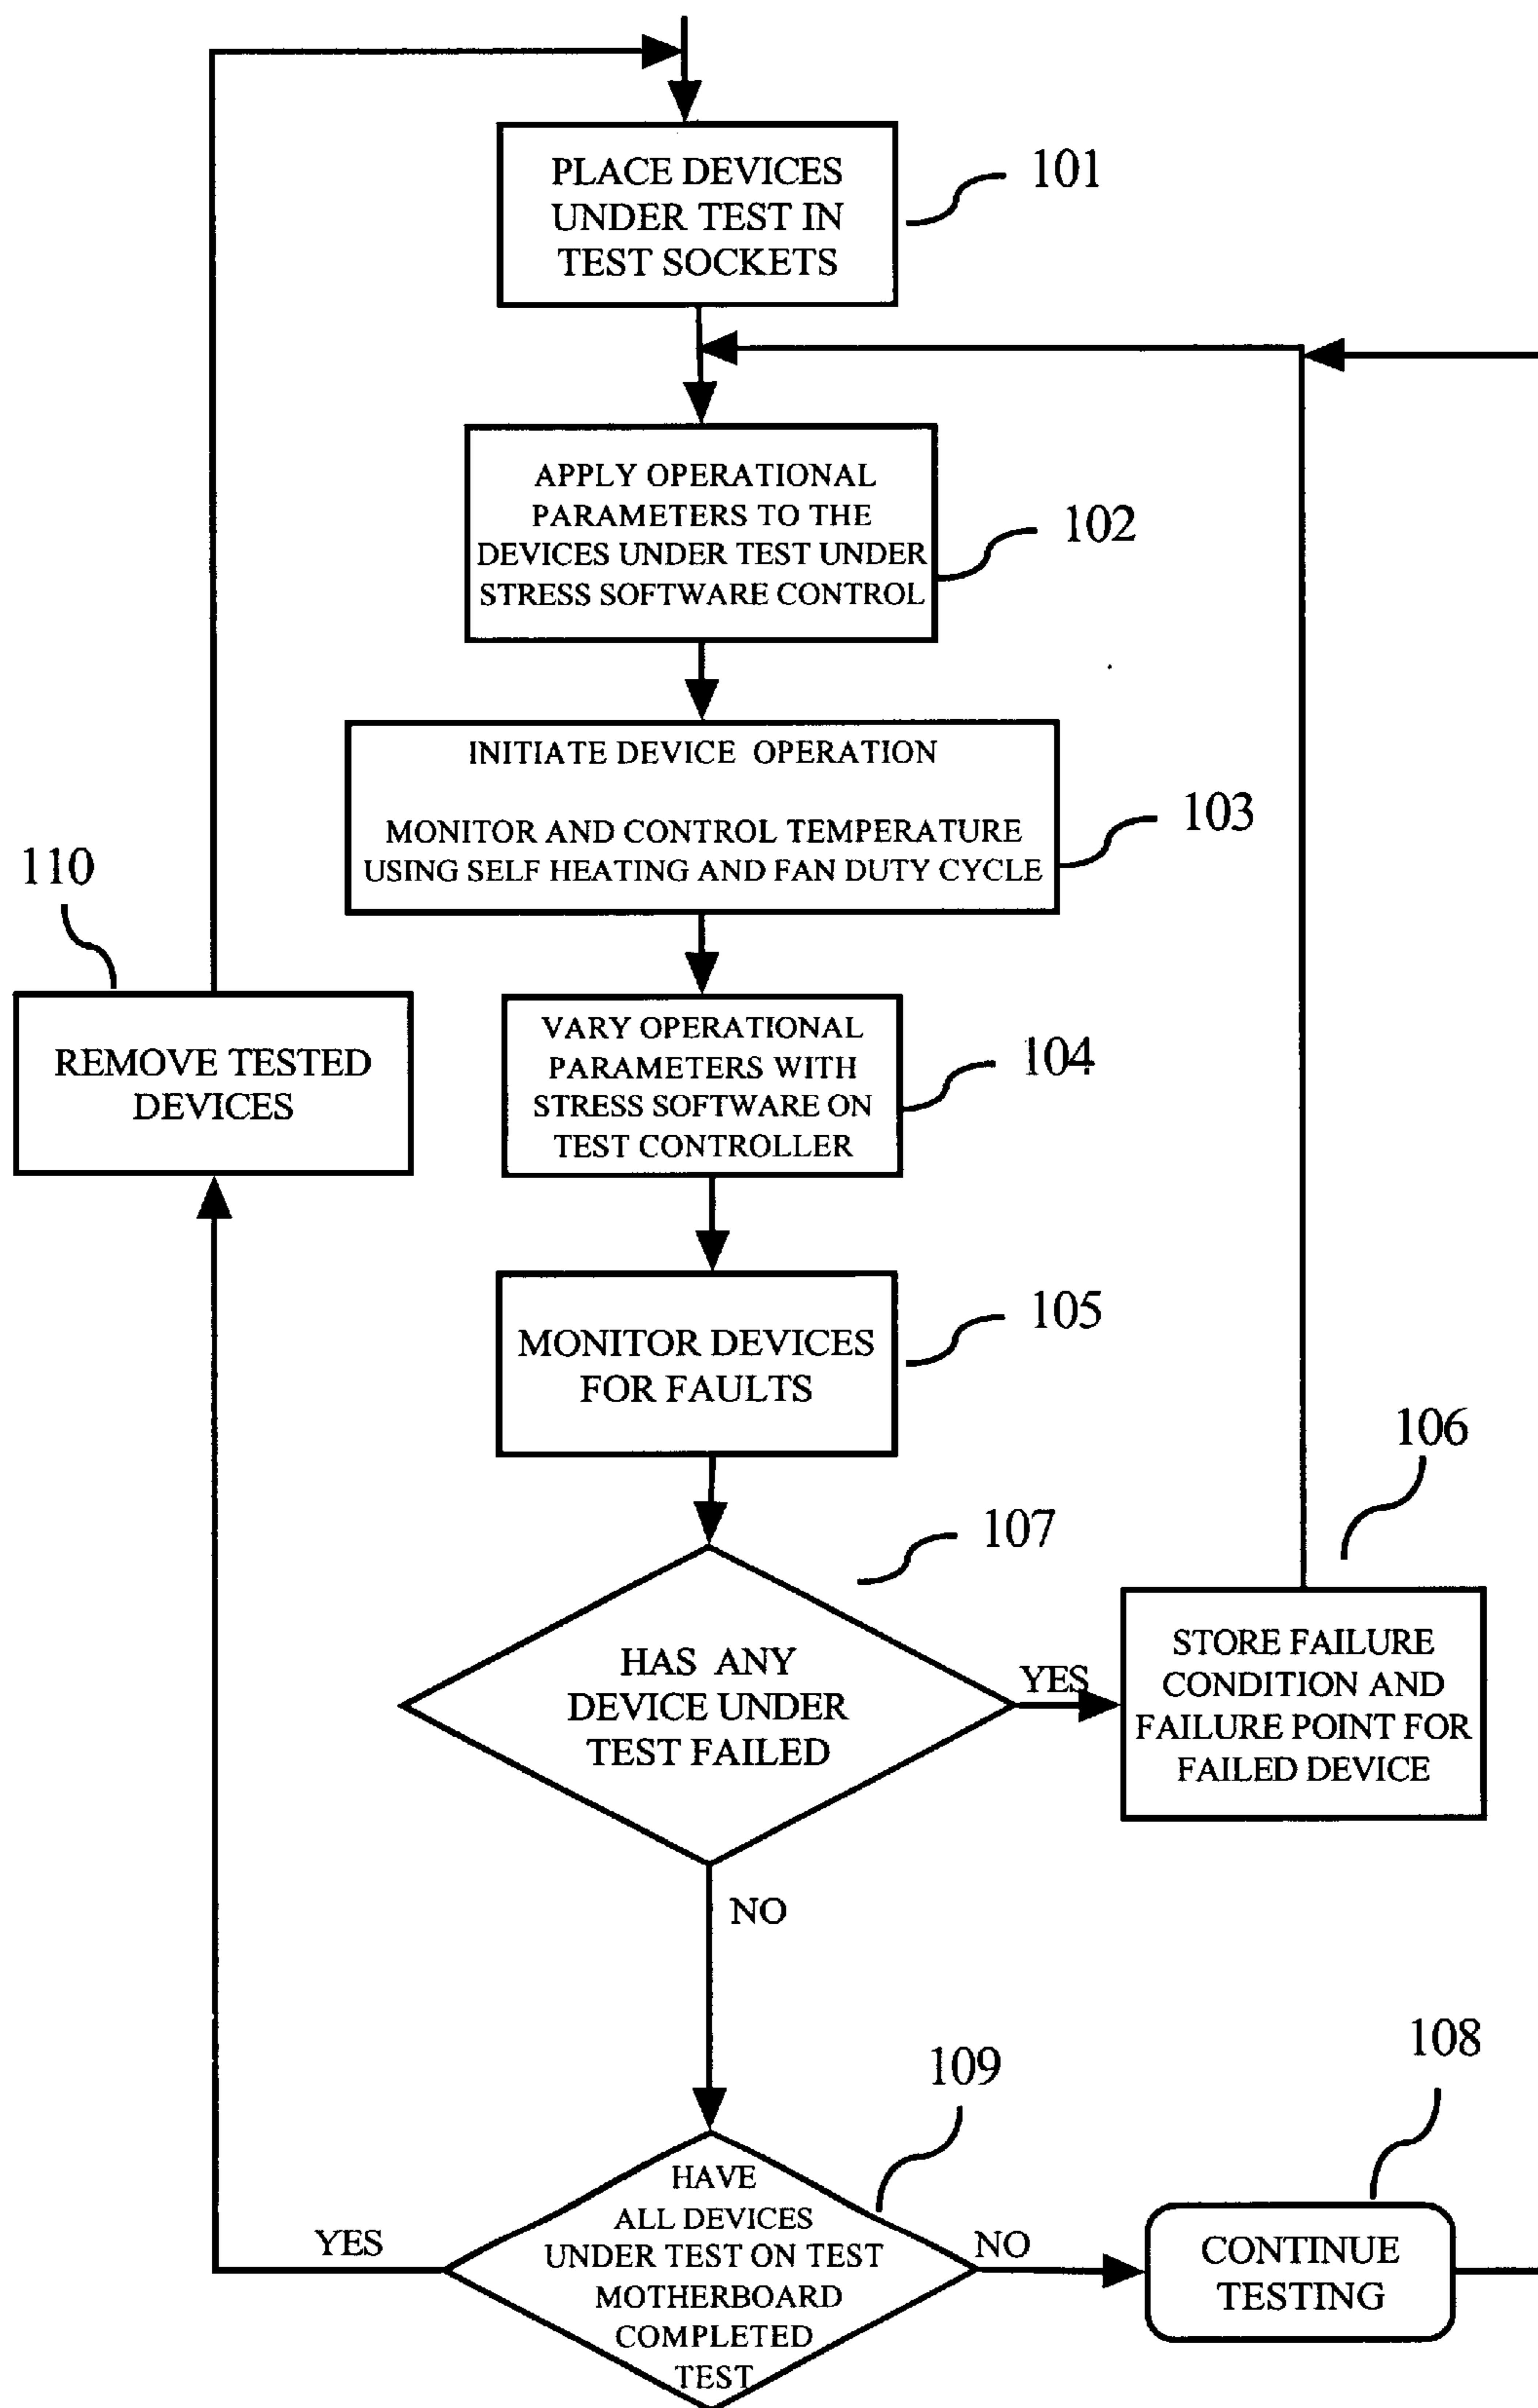 PLACE DEVICES
UNDER TEST IN
TEST SOCKETS
101
APPLY OPERATIONAL
PARAMETERS TO THE
DEVICES UNDER TEST UNDER
STRESS SOFTWARE CONTROL
102
INITIATE DEVICE OPERATION
MONITOR AND CONTROL TEMPERATURE
USING SELF HEATING AND FAN DUTY CYCLE
103
110
REMOVE TESTED
DEVICES
VARY OPERATIONAL
PARAMETERS WITH
STRESS SOFTWARE ON
TEST CONTROLLER
104
MONITOR DEVICES
FOR FAULTS
105
106
107
HAS ANY
DEVICE UNDER
TEST FAILED
YES
STORE FAILURE
CONDITION AND
FAILURE POINT FOR
FAILED DEVICE
NO
109
108
HAVE
ALL DEVICES
UNDER TEST ON TEST
MOTHERBOARD
COMPLETED
TEST
YES
NO
CONTINUE
TESTING